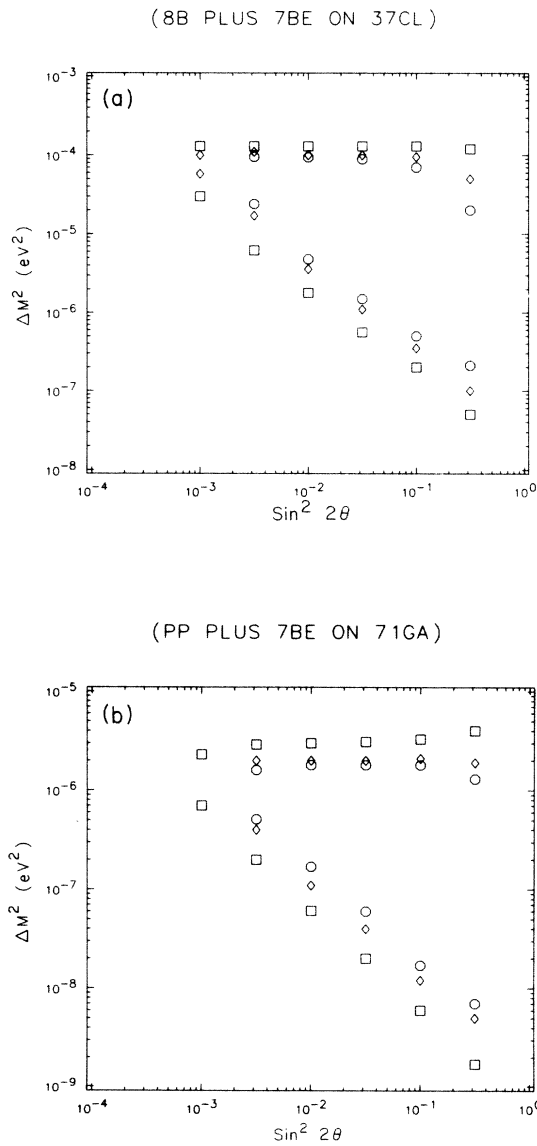 (8B PLUS 7BE ON 37CL)
(a)
10⁻³
10⁻⁴
10⁻⁵
10⁻⁶
10⁻⁷
10⁻⁸
ΔM² (eV²)
10⁻⁴ 10⁻³ 10⁻² 10⁻¹ 10⁰
Sin² 2θ
(PP PLUS 7BE ON 71GA)
(b)
10⁻⁵
10⁻⁶
10⁻⁷
10⁻⁸
10⁻⁹
ΔM² (eV²)
10⁻⁴ 10⁻³ 10⁻² 10⁻¹ 10⁰
Sin² 2θ